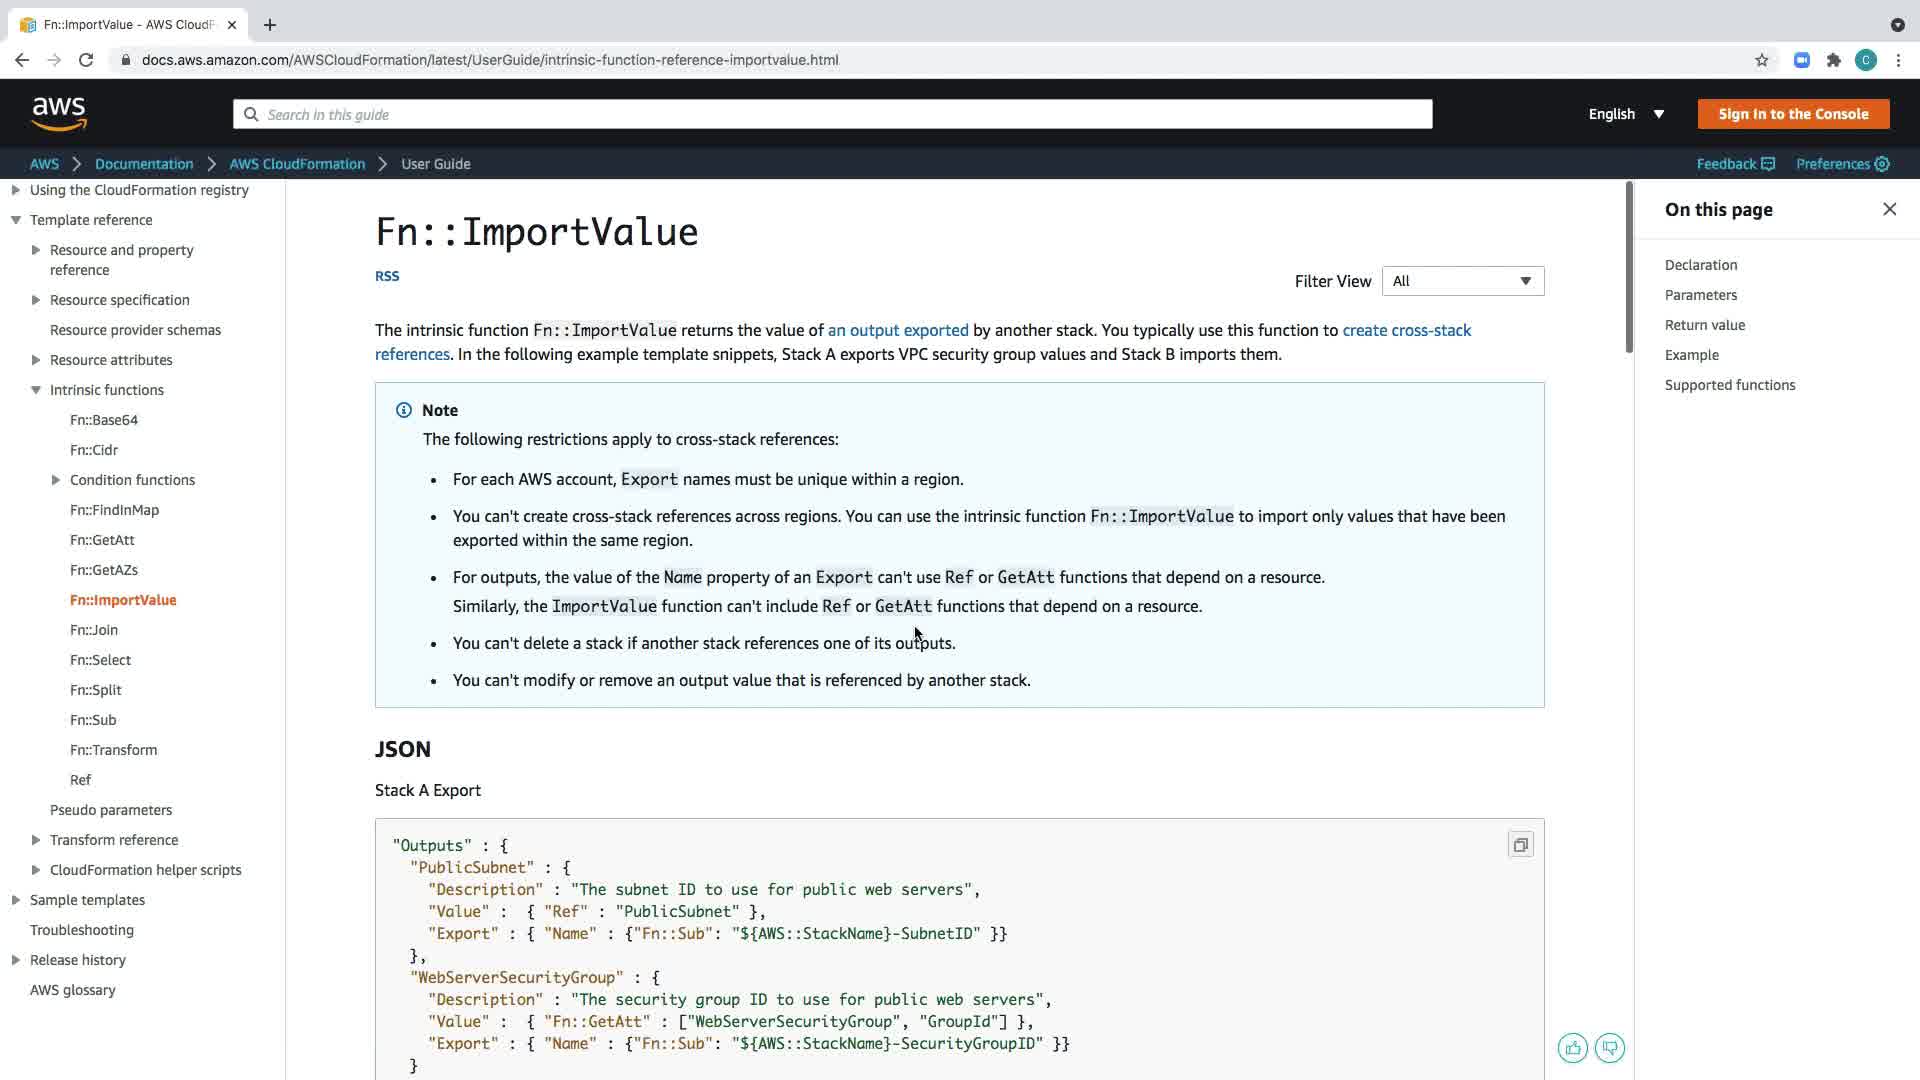 Fn::ImportValue - AWS CloudF
docs.aws.amazon.com/AWSCloudFormation/latest/UserGuide/intrinsic-function-reference-importvalue.html
C
aws
Search in this guide
English
Sign In to the Console
AWS
Documentation
AWS CloudFormation
User Guide
Feedback
Preferences
Using the CloudFormation registry
Template reference
Resource and property
reference
Resource specification
Resource provider schemas
Resource attributes
Intrinsic functions
Fn::Base64
Fn::Cidr
Condition functions
Fn::FindInMap
Fn::GetAtt
Fn::GetAZs
Fn::ImportValue
Fn::Join
Fn::Select
Fn::Split
Fn::Sub
Fn::Transform
Ref
Pseudo parameters
Transform reference
CloudFormation helper scripts
Sample templates
Troubleshooting
Release history
AWS glossary
Fn::ImportValue
RSS
Filter View
All
The intrinsic function Fn::ImportValue returns the value of an output exported by another stack. You typically use this function to create cross-stack
references. In the following example template snippets, Stack A exports VPC security group values and Stack B imports them.
Note
The following restrictions apply to cross-stack references:
• For each AWS account, Export names must be unique within a region.
• You can't create cross-stack references across regions. You can use the intrinsic function Fn::ImportValue to import only values that have been
exported within the same region.
• For outputs, the value of the Name property of an Export can't use Ref or GetAtt functions that depend on a resource.
Similarly, the ImportValue function can't include Ref or GetAtt functions that depend on a resource.
• You can't delete a stack if another stack references one of its outputs.
• You can't modify or remove an output value that is referenced by another stack.
JSON
Stack A Export
"Outputs" : {
"PublicSubnet" : {
"Description" : "The subnet ID to use for public web servers",
"Value" :  { "Ref" : "PublicSubnet" },
"Export" : { "Name" : {"Fn::Sub": "${AWS::StackName}-SubnetID" }}
},
"WebServerSecurityGroup" : {
"Description" : "The security group ID to use for public web servers",
"Value" :  { "Fn::GetAtt" : ["WebServerSecurityGroup", "GroupId"] },
"Export" : { "Name" : {"Fn::Sub": "${AWS::StackName}-SecurityGroupID" }}
}
On this page
Declaration
Parameters
Return value
Example
Supported functions